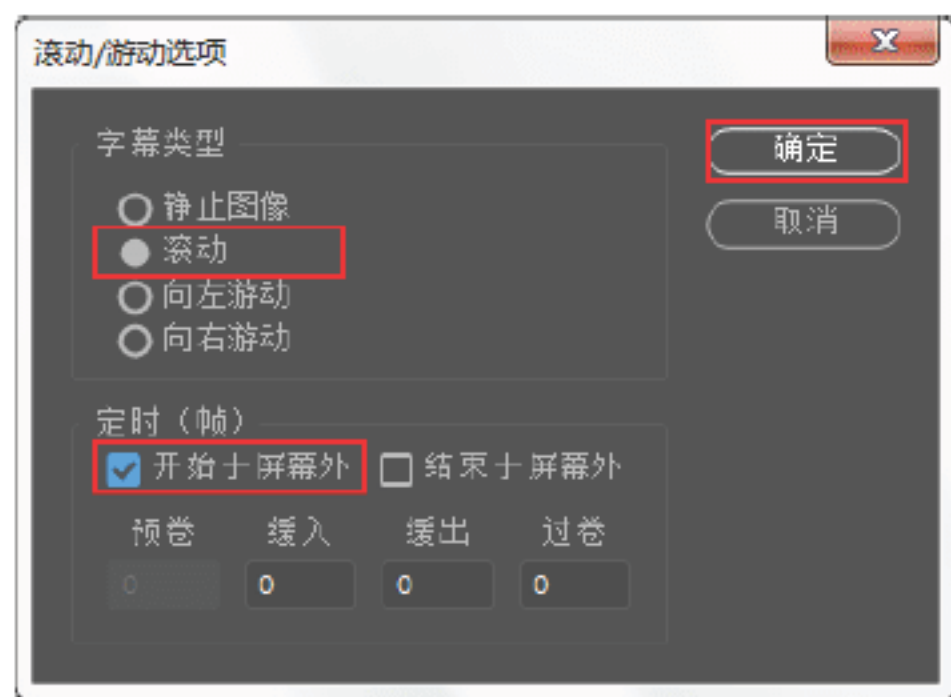 滚动/游动选项
字幕类型
确定
静止图像
取消
滚动
向左游动
向右游动
定时（帧）
开始于屏幕外 结束于屏幕外
预卷 缓入 缓出 过卷
0 0 0 0